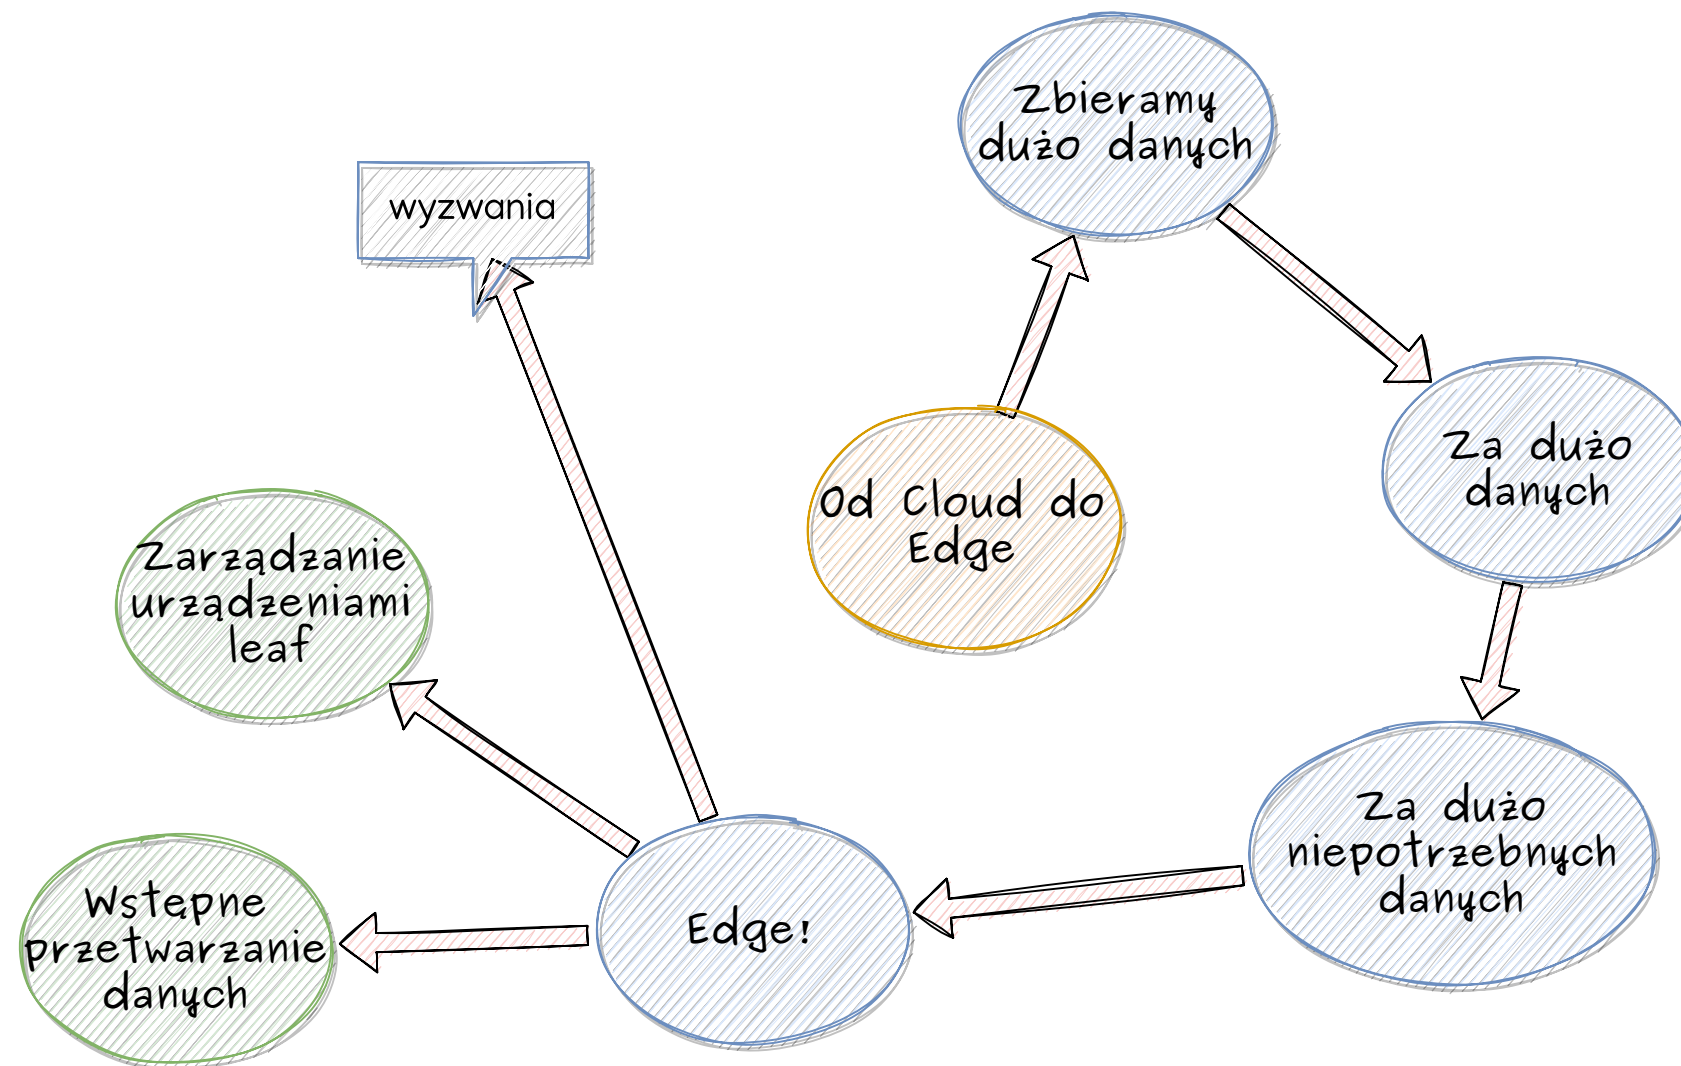 Zbieramy
dużo danych
wyzwania
Za dużo
danych
Od Cloud do
Edge
Zarządzanie
urządzeniami
leaf
Za dużo
niepotrzebnych
danych
Edge!
Wstępne
przetwarzanie
danych